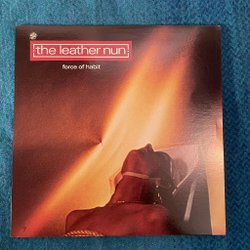 the leather nun
force of habit